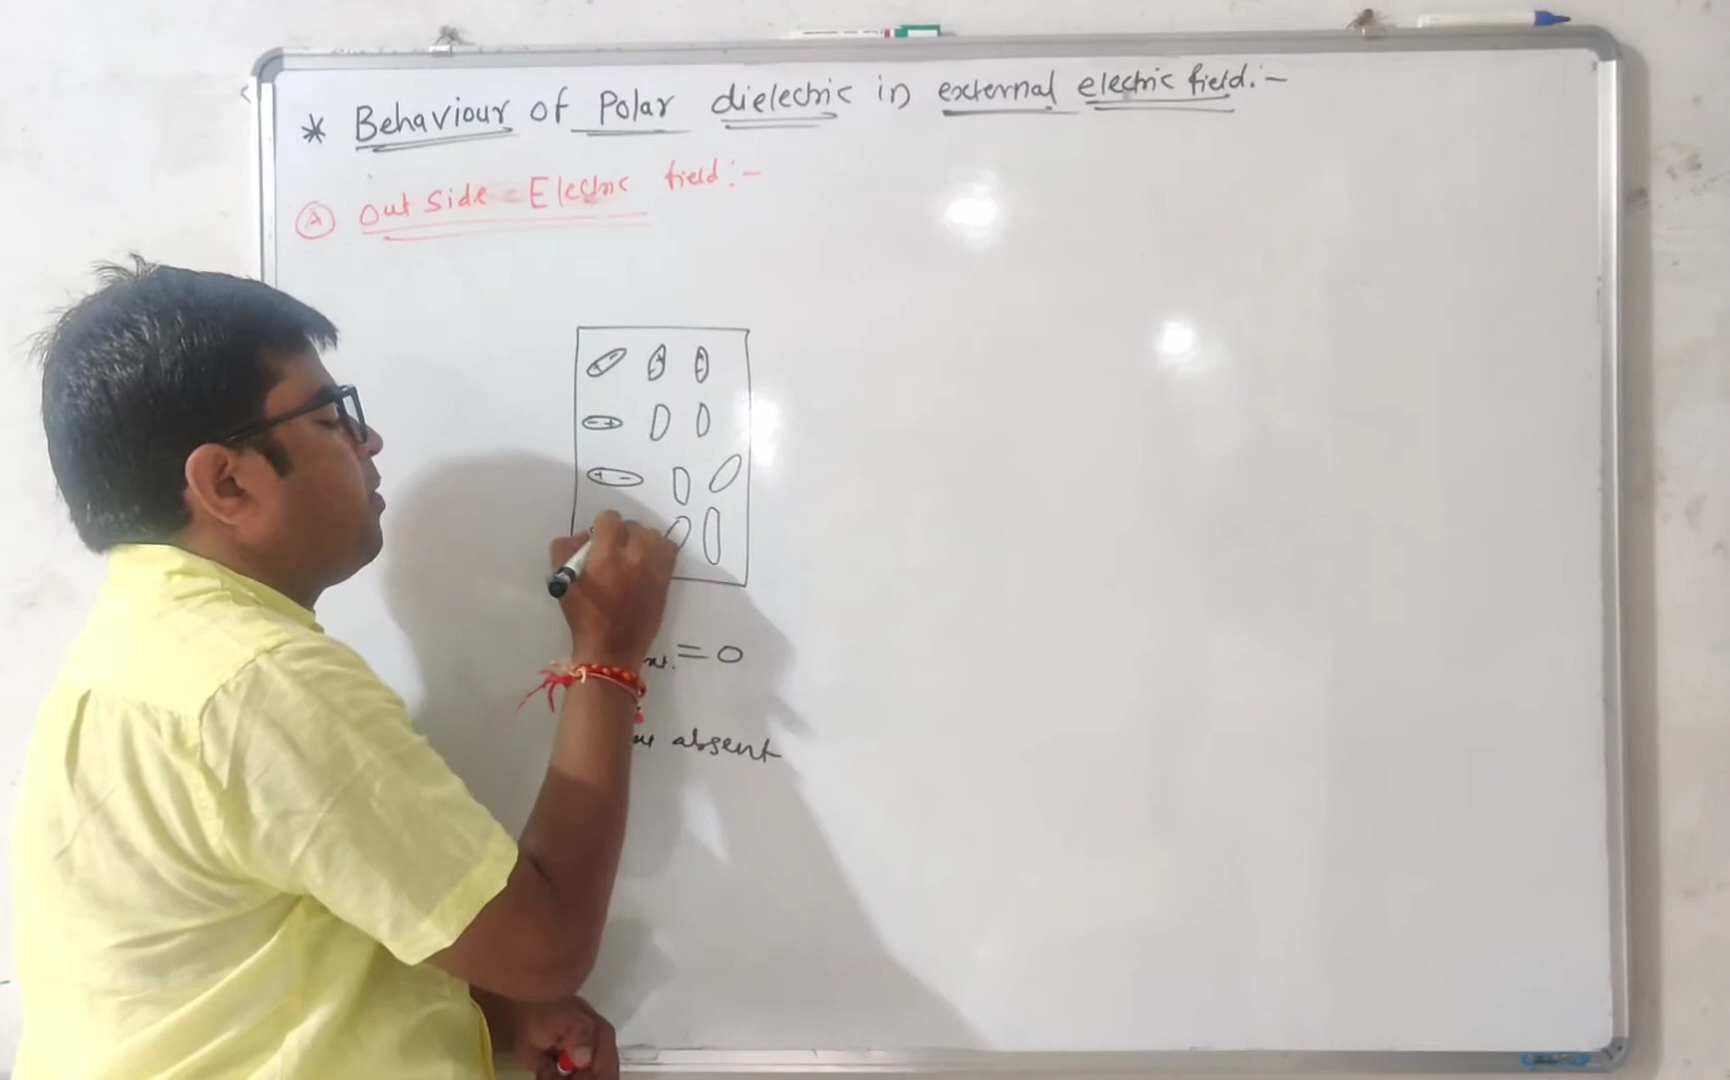 * Behaviour of Polar dielectric in external electric field:-
Ⓐ Out Side Electric field:-
= 0
absent